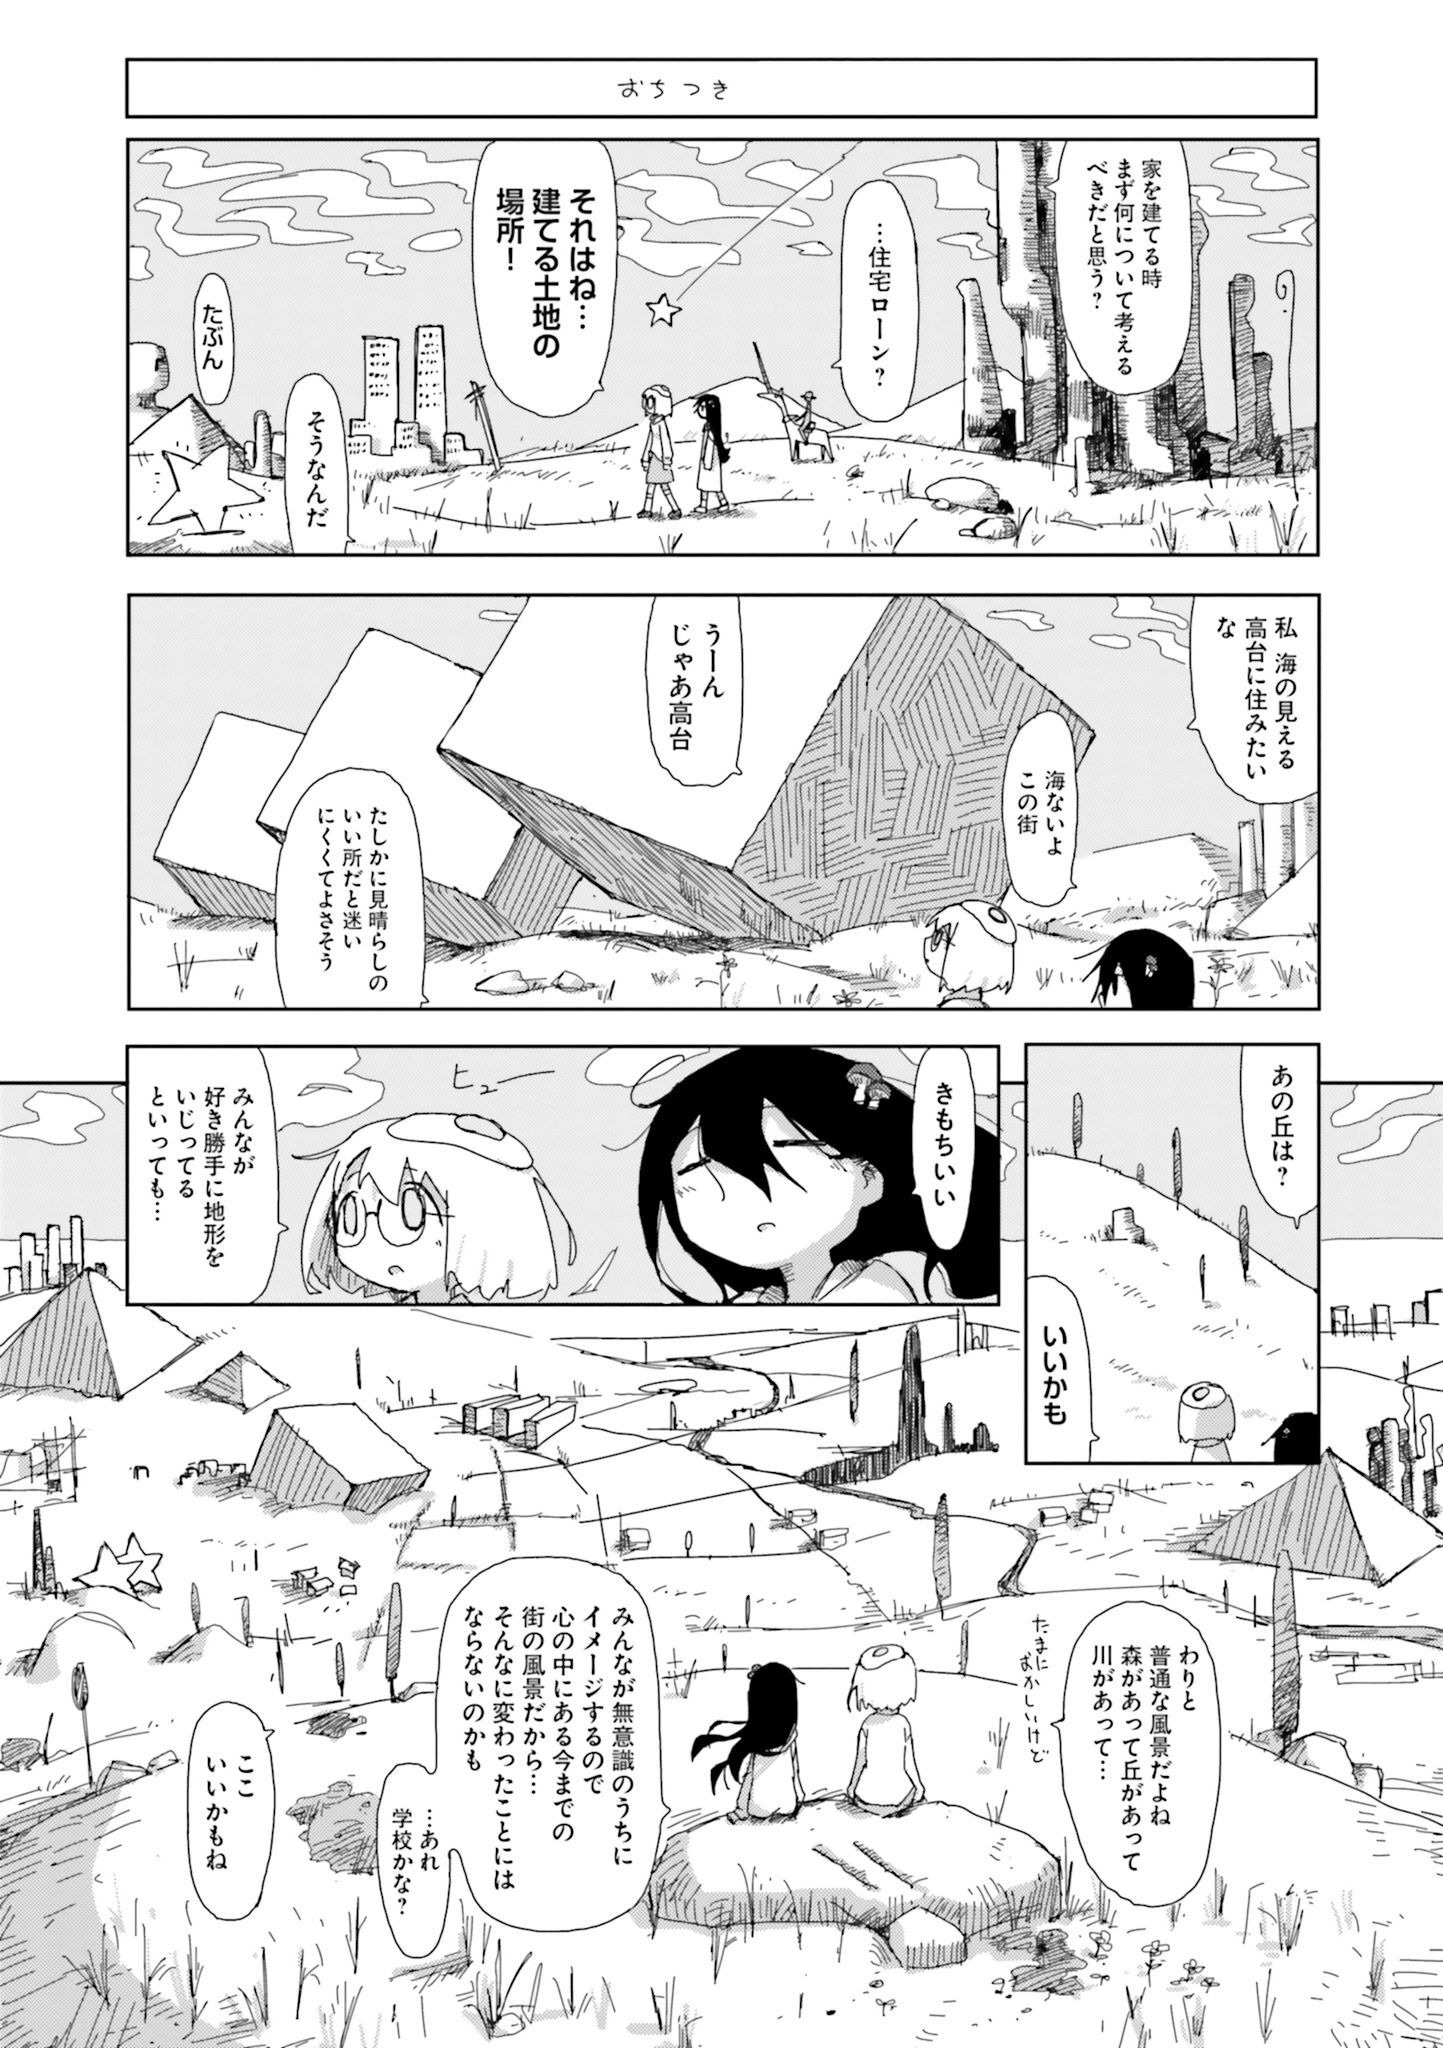 おちつき
家を建てる時
まず何について考える
べきだと思う?
…住宅ローン?
それはね…
建てる土地の
場所!
そうなんだ
たぶん
私 海の見える
高台に住みたい
な
海ないよ
この街
うーん
じゃあ高台
たしかに見晴らしの
いい所だと迷い
にくくてよさそう
あの丘は?
いいかも
きもちいい
ヒュー
みんなが
好き勝手に地形を
いじってる
といっても…
わりと
普通な風景だよね
森があって丘があって
川があって…
たまに
おかしいけど
みんなが無意識のうちに
イメージするので
心の中にある今までの
街の風景だから…
そんなに変わったことには
ならないのかも
…あれ
学校かな?
ここ
いいかもね